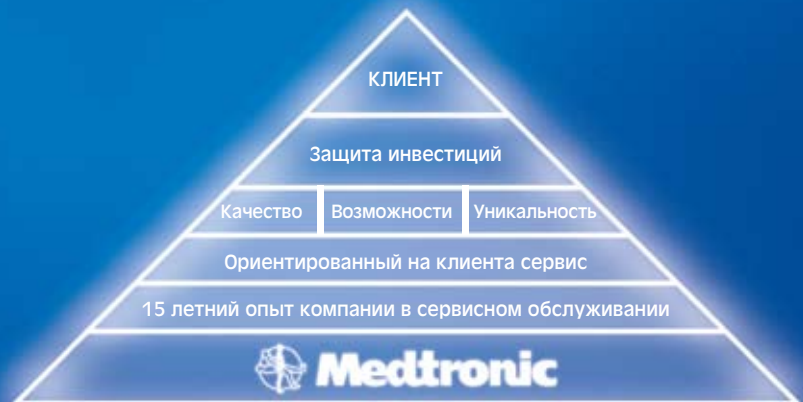 КЛИЕНТ
Защита инвестиций
Качество Возможности Уникальность
Ориентированный на клиента сервис
15 летний опыт компании в сервисном обслуживании
Medtronic